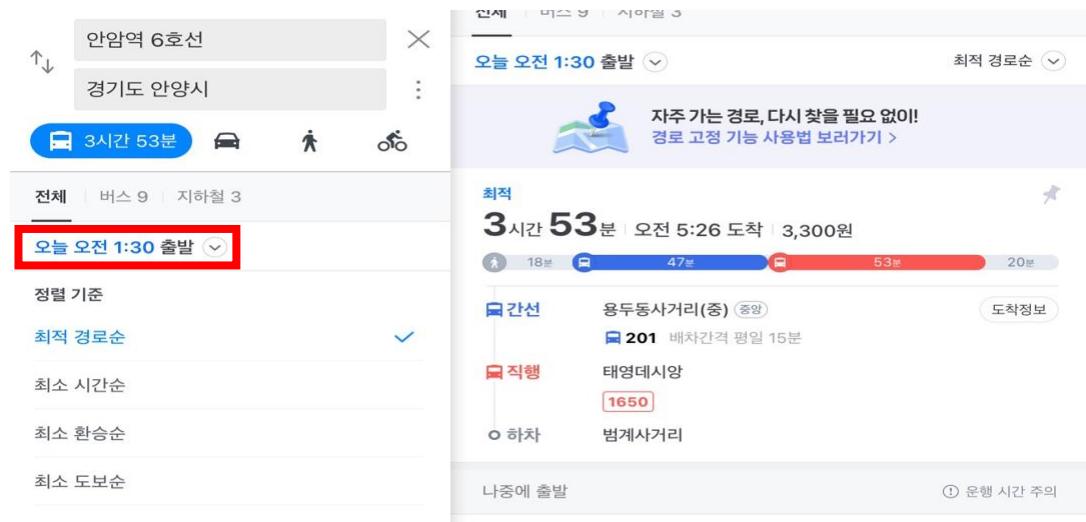 안암역 6호선
경기도 안양시
3시간 53분
전체 버스 9 지하철 3
오늘 오전 1:30 출발
정렬 기준
최적 경로순
최소 시간순
최소 환승순
최소 도보순
전체 버스 9 지하철 3
오늘 오전 1:30 출발 최적 경로순
자주 가는 경로, 다시 찾을 필요 없이!
경로 고정 기능 사용법 보러가기 >
최적
3시간 53분 오전 5:26 도착 3,300원
18분 47분 53분 20분
간선 용두동사거리(중) 중앙 도착정보
201 배차간격 평일 15분
직행 태영데시앙
1650
하차 범계사거리
나중에 출발 운행 시간 주의